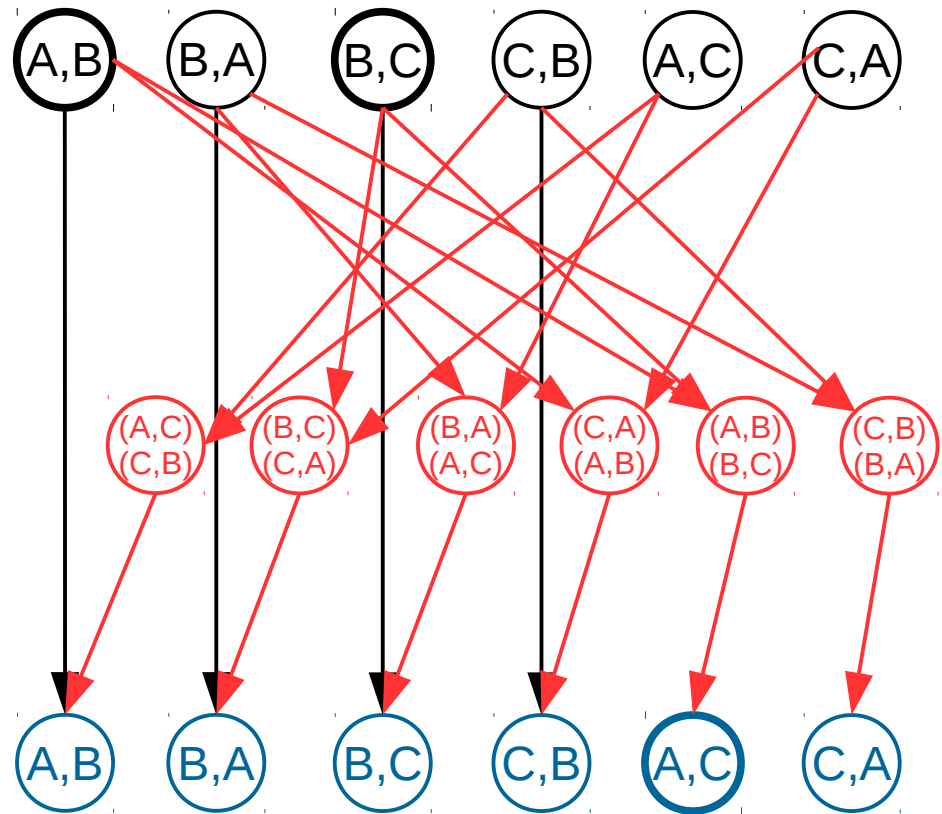 A,B
B,A
B,C
C,B
A,C
C,A
(A,C)
(C,B)
(B,C)
(C,A)
(B,A)
(A,C)
(C,A)
(A,B)
(A,B)
(B,C)
(C,B)
(B,A)
A,B
B,A
B,C
C,B
A,C
C,A